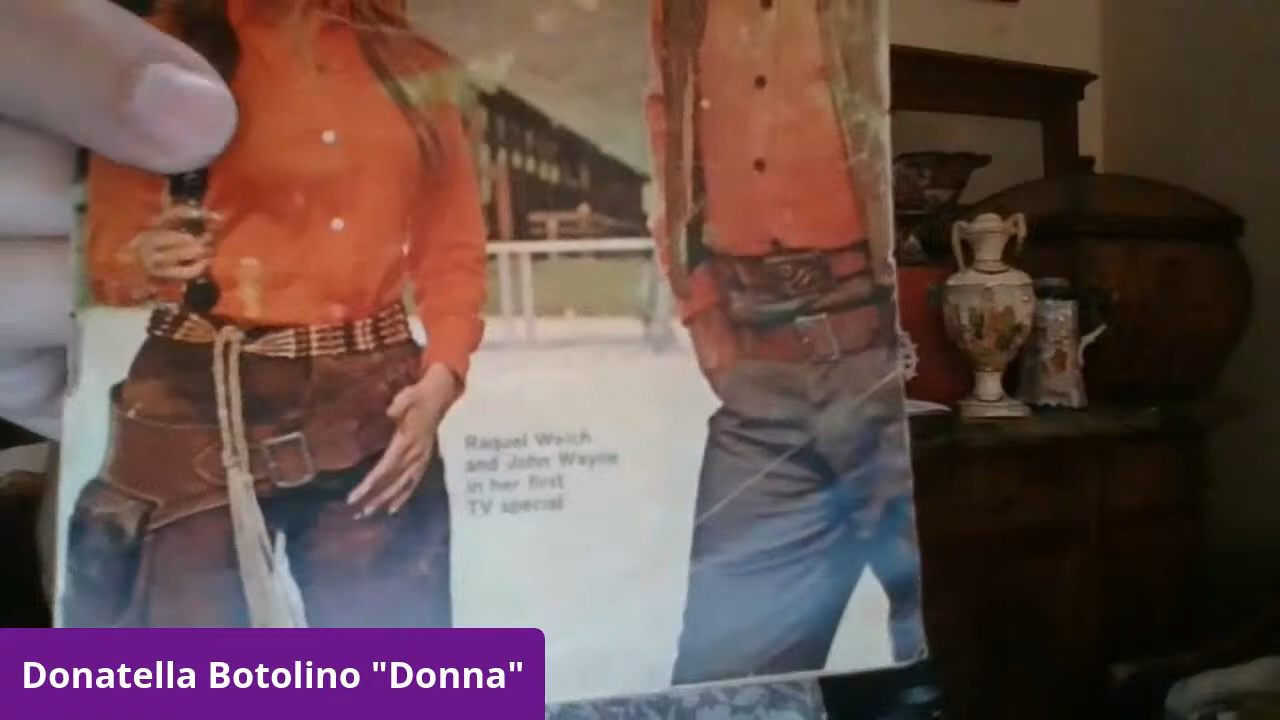 Raquel Welch
and John Wayne
in her first
TV special
Donatella Botolino "Donna"